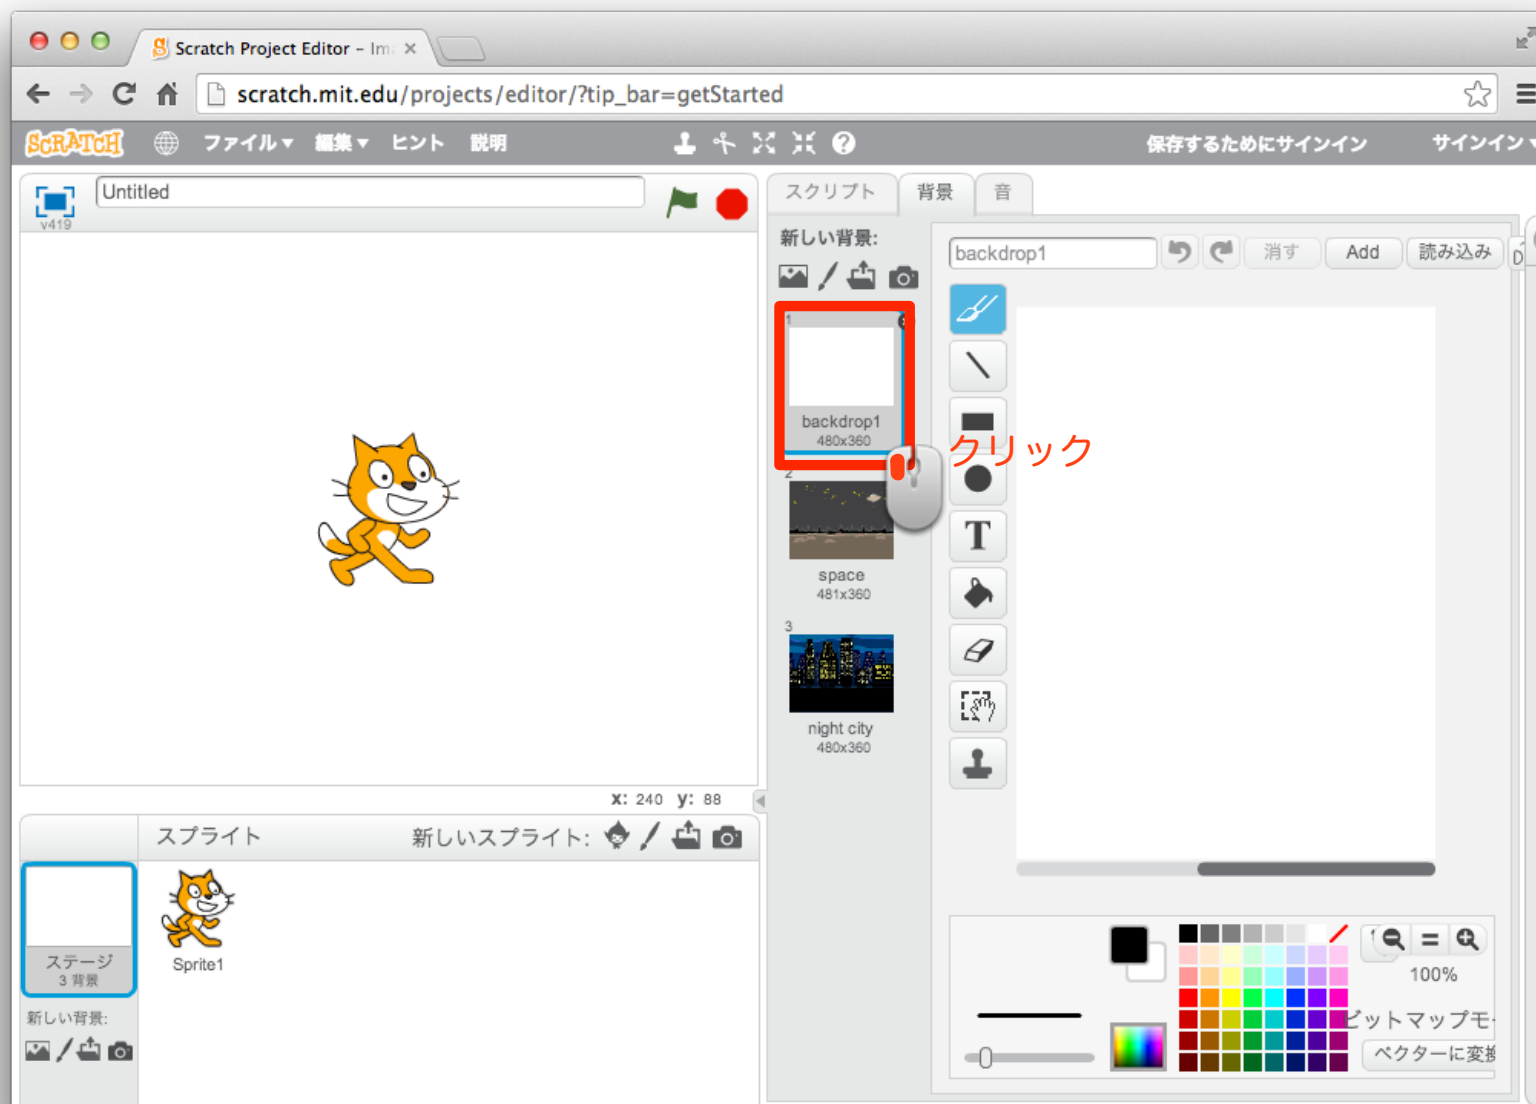 Scratch Project Editor – Im
scratch.mit.edu/projects/editor/?tip_bar=getStarted
SCRATCH ファイル 編集 ヒント 説明 保存するためにサインイン サインイン
Untitled
v419
スクリプト 背景 音
新しい背景:
backdrop1 消す Add 読み込み
1
backdrop1
480x360
クリック
2
space
481x360
T
3
night city
480x360
x: 240 y: 88
スプライト 新しいスプライト:
ステージ
3 背景
Sprite1
新しい背景:
100%
ビットマップモ
ベクターに変換